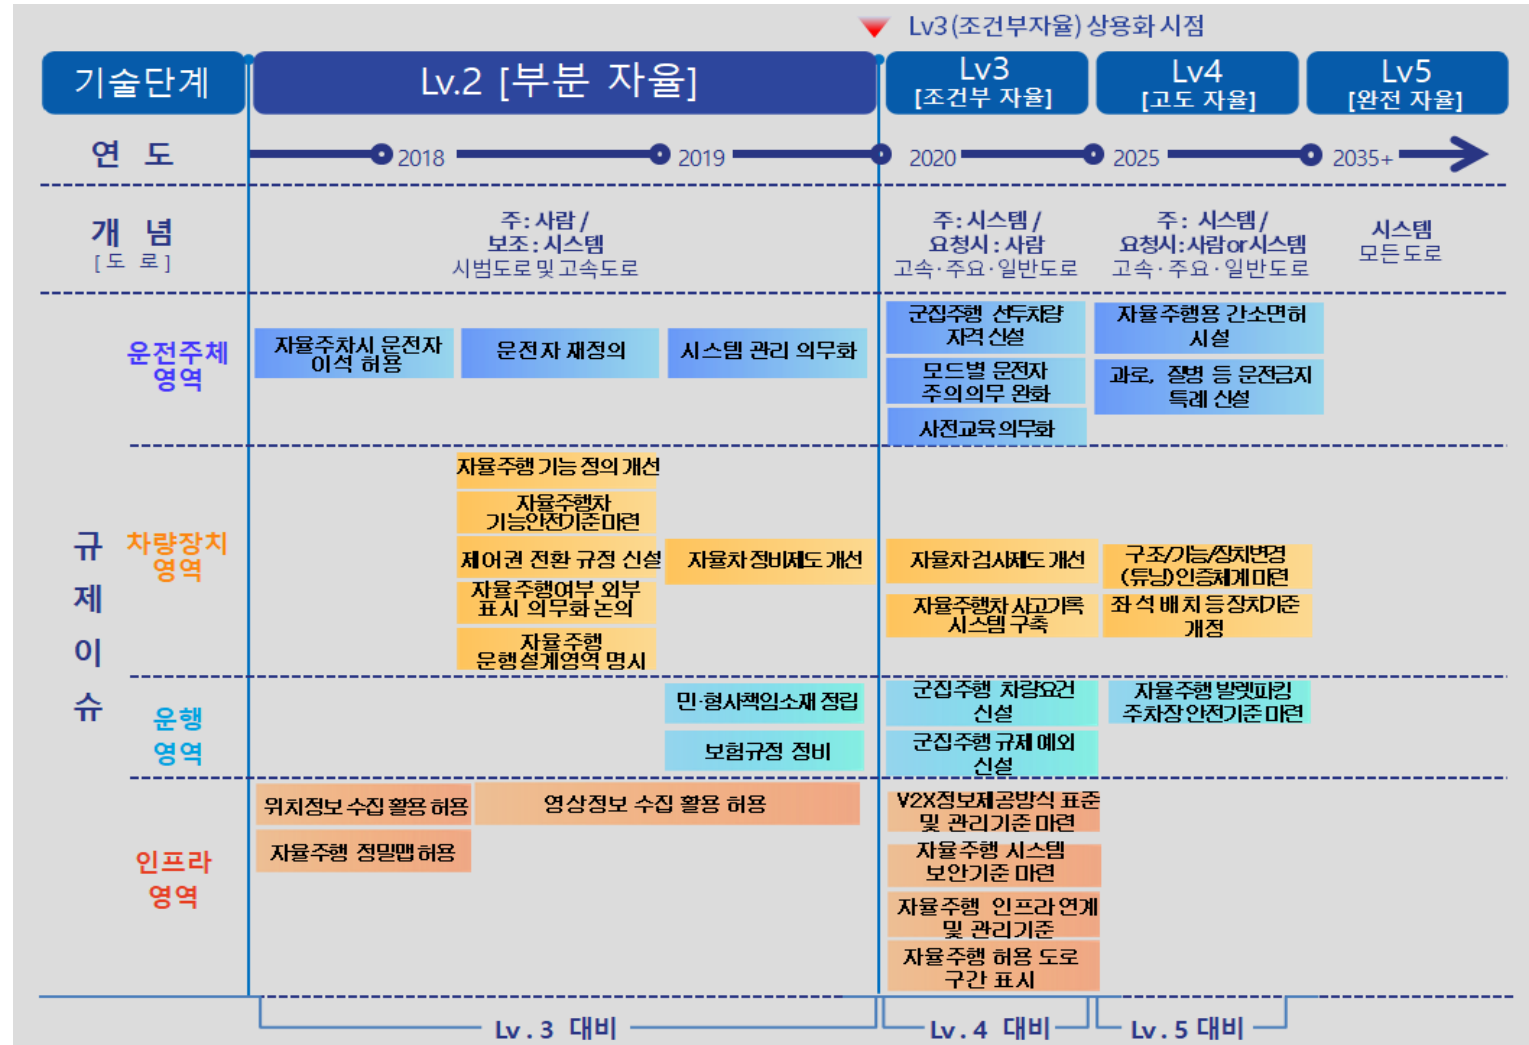 Lv3(조건부자율) 상용화 시점
기술단계
Lv.2 [부분 자율]
Lv3
[조건부 자율]
Lv4
[고도 자율]
Lv5
[완전 자율]
연 도
2018
2019
2020
2025
2035+
개 념
[도 로]
주: 사람 /
보조 : 시스템
시범도로 및 고속도로
주: 시스템 /
요청시 : 사람
고속·주요·일반도로
주: 시스템 /
요청시:사람or시스템
고속·주요·일반도로
시스템
모든도로
규
제
이
슈
운전주체
영역
자율주차시 운전자
이석 허용
운전자 재정의
시스템 관리 의무화
군집주행 선두차량
자격 신설
모드별 운전자
주의의무 완화
사전교육 의무화
자율주행용 간소면허
시설
과로, 질병 등 운전금지
특례 신설
차량장치
영역
자율주행 기능 정의 개선
자율주행차
기능안전기준 마련
제어권 전환 규정 신설
자율주행여부 외부
표시 의무화 논의
자율주행
운행설계영역 명시
자율차 정비제도 개선
자율차 검사제도 개선
자율주행차 사고기록
시스템 구축
구조/기능/장치변경
(튜닝)인증체계 마련
좌석배치 등 장치기준
개정
운행
영역
민·형사책임소재 정립
보험규정 정비
군집주행 차량요건
신설
군집주행 규제 예외
신설
자율주행 발렛파킹
주차장 안전기준 마련
인프라
영역
위치정보 수집 활용 허용
영상정보 수집 활용 허용
자율주행 정밀맵 허용
V2X정보제공방식 표준
및 관리기준 마련
자율주행 시스템
보안기준 마련
자율주행 인프라 연계
및 관리기준
자율주행 허용 도로
구간 표시
Lv.3 대비
Lv.4 대비
Lv.5 대비